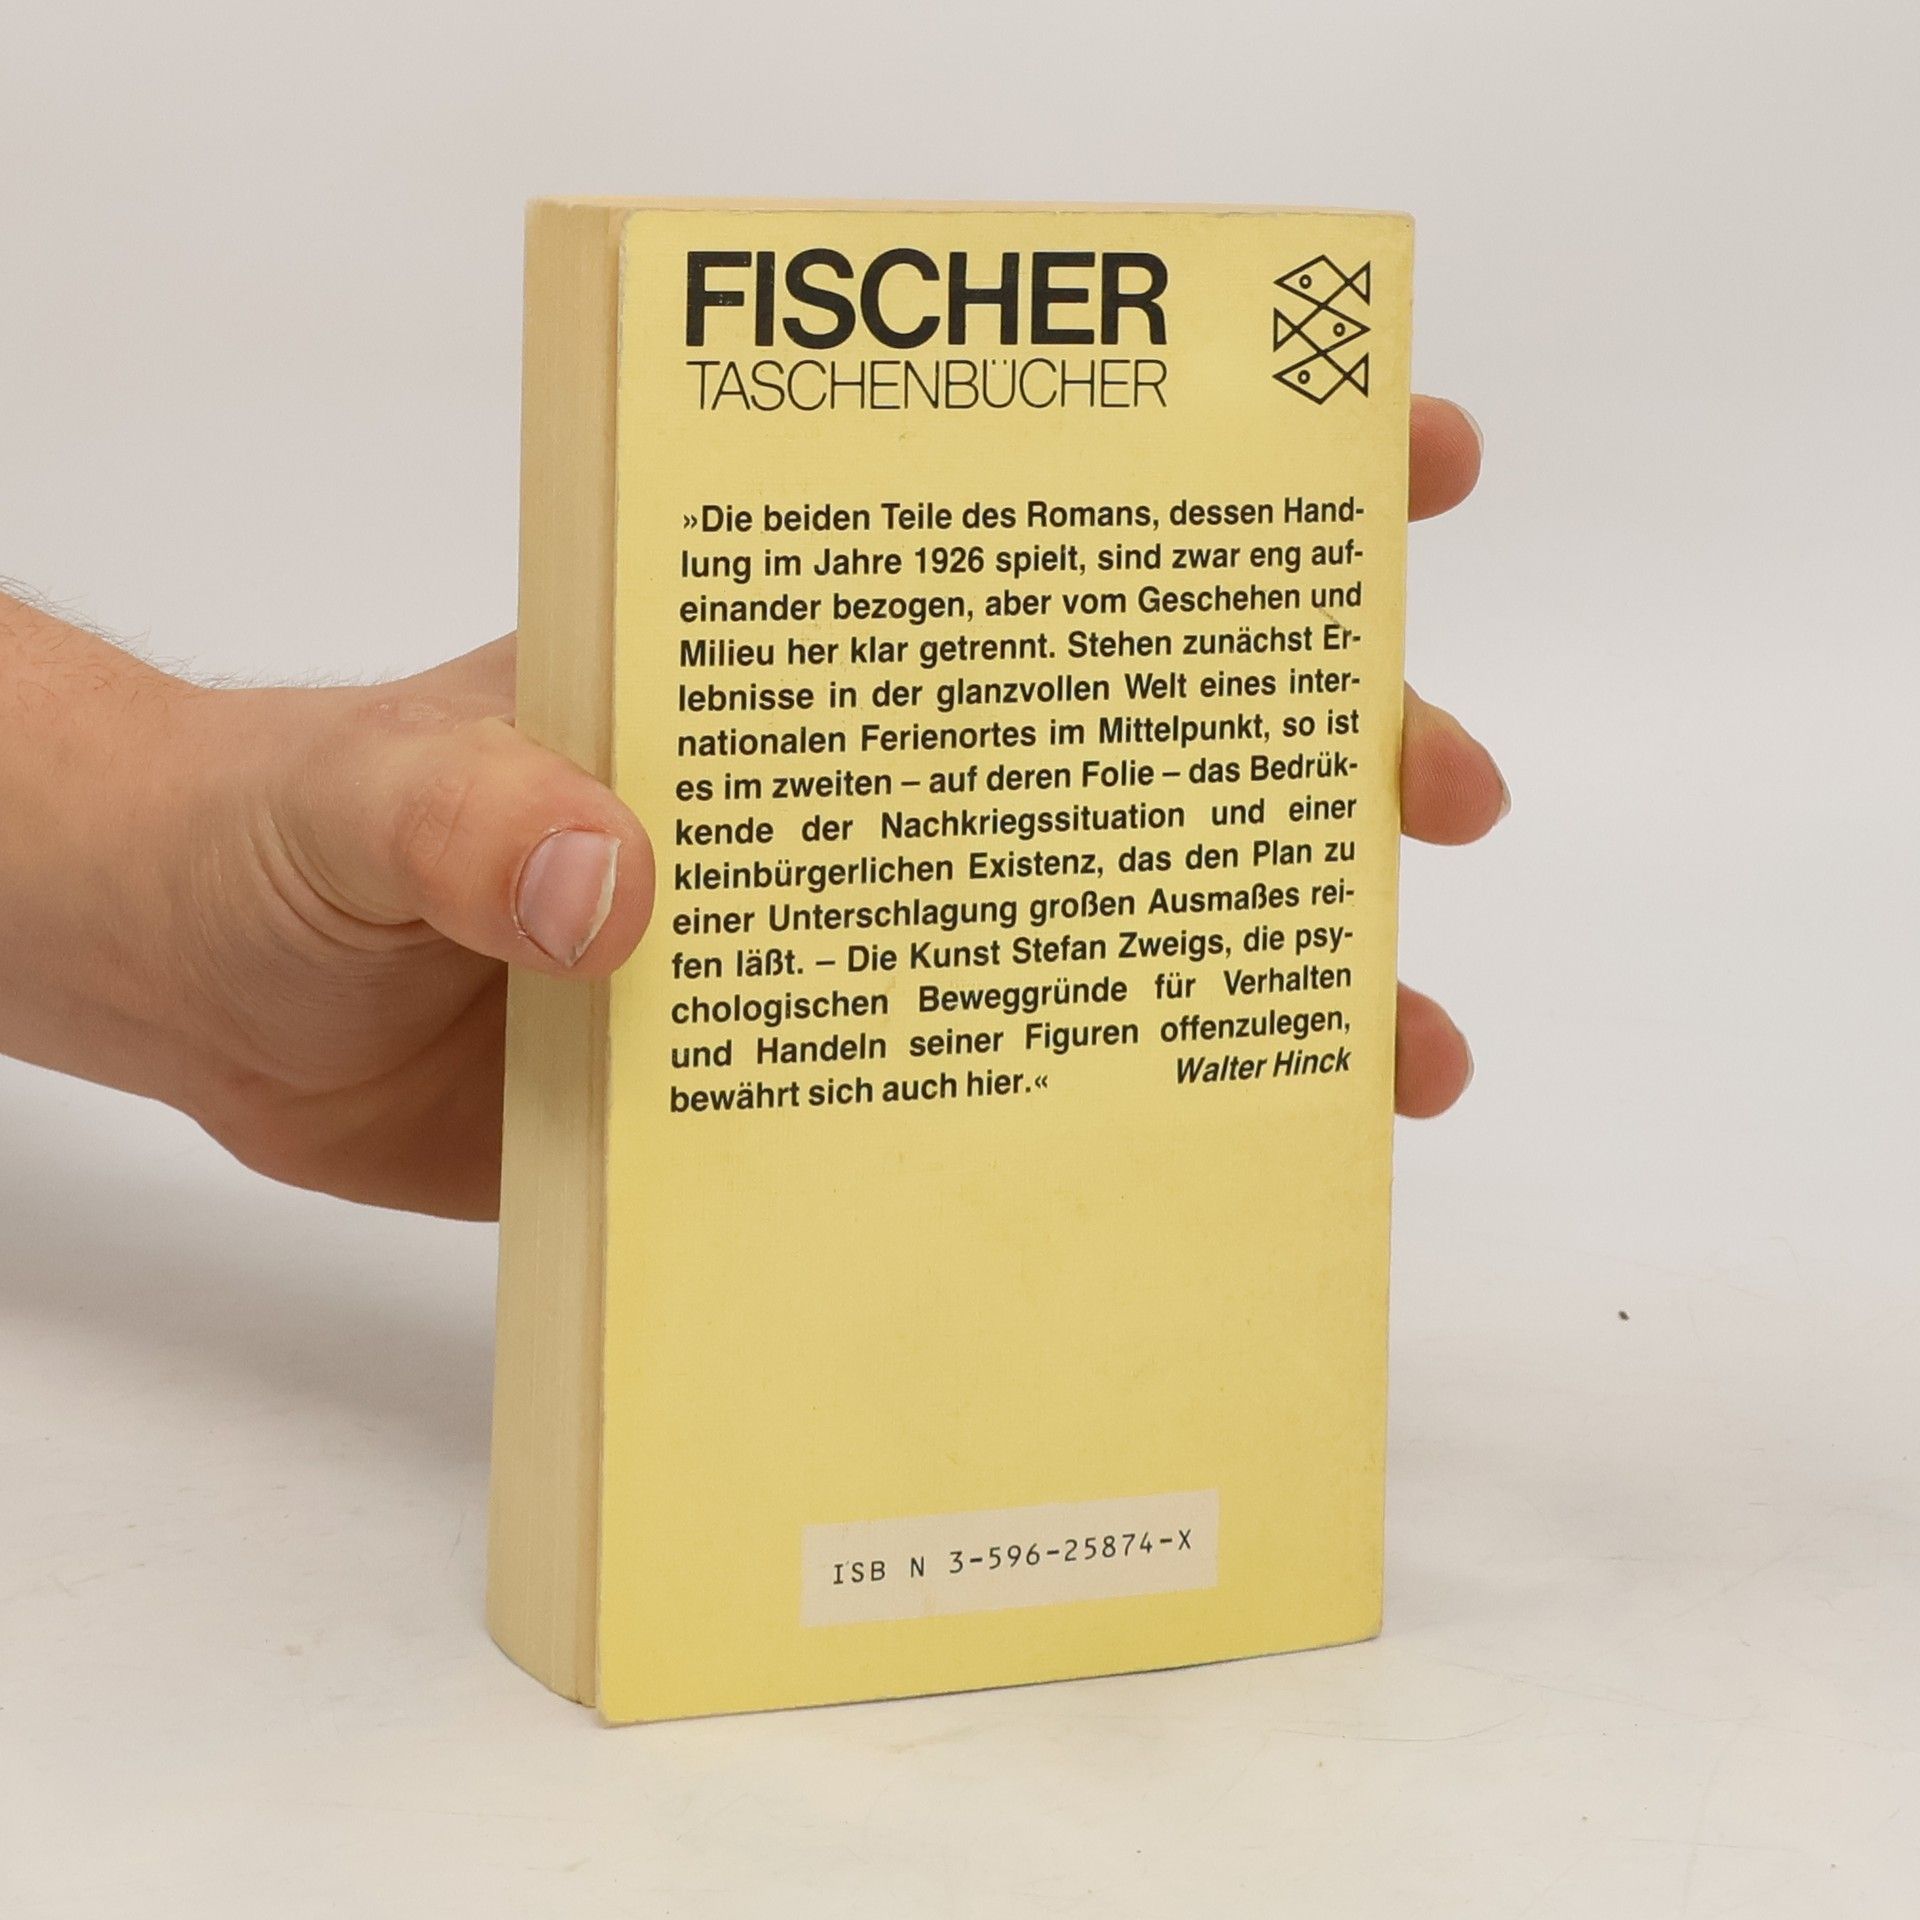 FISCHER
TASCHENBÜCHER
»Die beiden Teile des Romans, dessen Hand-
lung im Jahre 1926 spielt, sind zwar eng auf-
einander bezogen, aber vom Geschehen und
Milieu her klar getrennt. Stehen zunächst Er-
lebnisse in der glanzvollen Welt eines inter-
nationalen Ferienortes im Mittelpunkt, so ist
es im zweiten – auf deren Folie – das Bedrük-
kende der Nachkriegssituation und einer
kleinbürgerlichen Existenz, das den Plan zu
einer Unterschlagung großen Ausmaßes rei-
fen läßt. – Die Kunst Stefan Zweigs, die psy-
chologischen Beweggründe für Verhalten
und Handeln seiner Figuren offenzulegen,
bewährt sich auch hier.« Walter Hinck
ISB N 3-596-25874-X